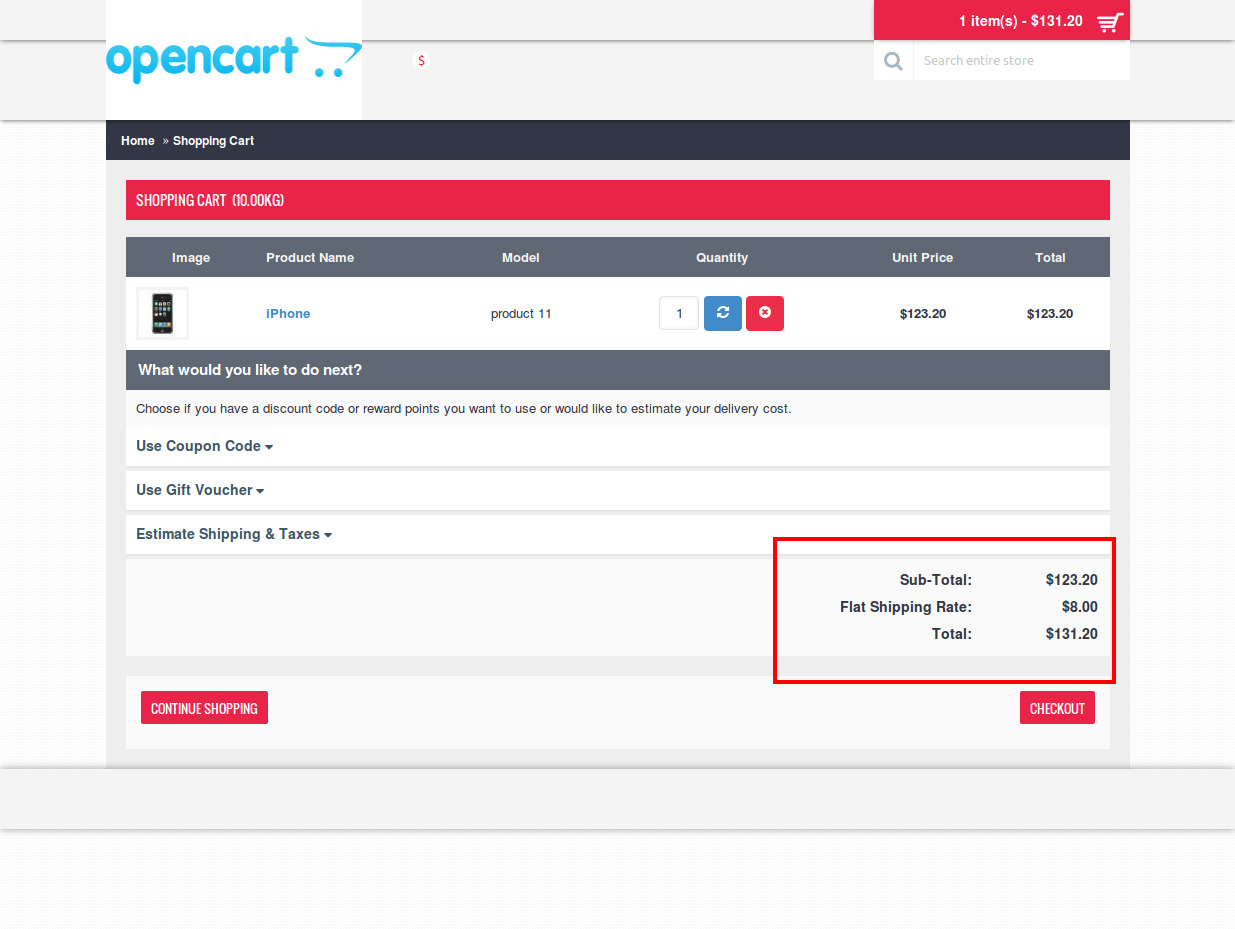 1 item(s) - $131.20
opencart
$
Search entire store
Home » Shopping Cart
SHOPPING CART (10.00KG)
Image Product Name Model Quantity Unit Price Total
iPhone product 11 1 $123.20 $123.20
What would you like to do next?
Choose if you have a discount code or reward points you want to use or would like to estimate your delivery cost.
Use Coupon Code
Use Gift Voucher
Estimate Shipping & Taxes
Sub-Total: $123.20
Flat Shipping Rate: $8.00
Total: $131.20
CONTINUE SHOPPING CHECKOUT